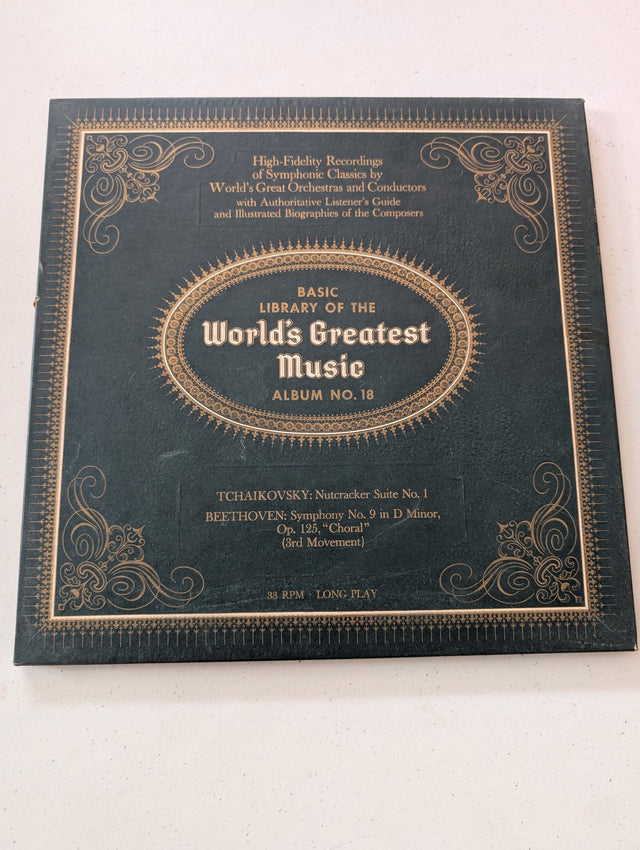 High-Fidelity Recordings
of Symphonic Classics by
World's Great Orchestras and Conductors
with Authoritative Listener's Guide
and Illustrated Biographies of the Composers
BASIC
LIBRARY OF THE
World's Greatest
Music
ALBUM NO. 18
TCHAIKOVSKY: Nutcracker Suite No. 1
BEETHOVEN: Symphony No. 9 in D Minor,
Op. 125, "Choral"
(3rd Movement)
33 RPM · LONG PLAY